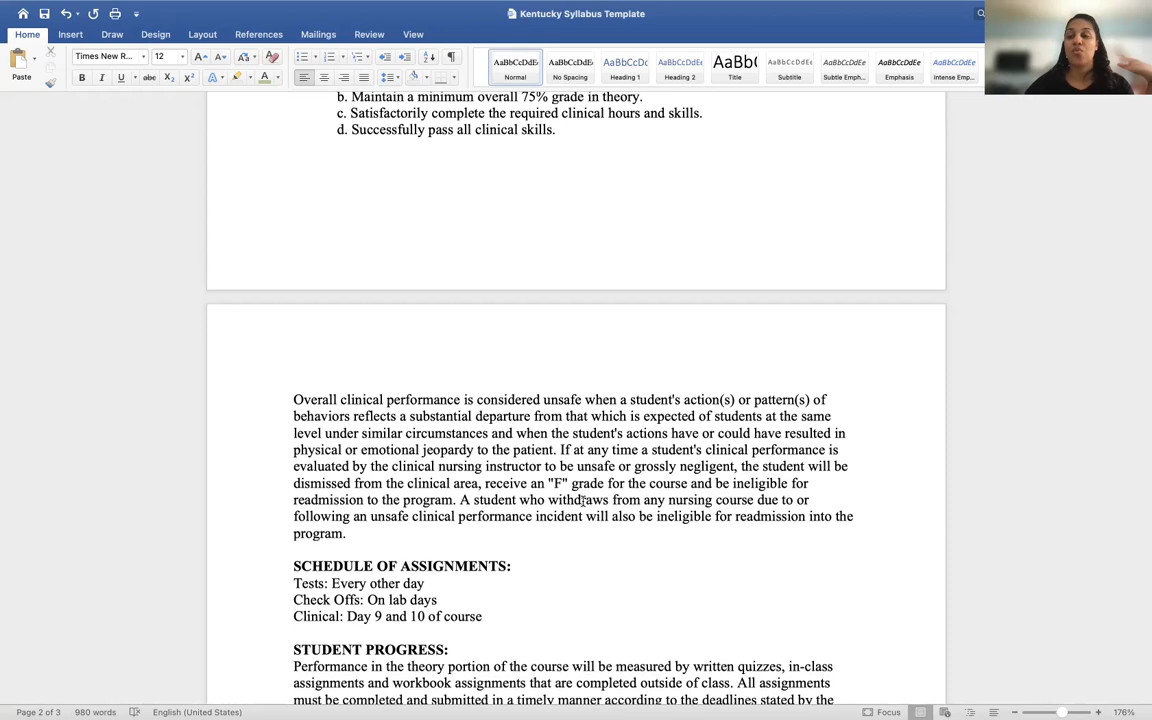 Kentucky Syllabus Template
Home Insert Draw Design Layout References Mailings Review View
Times New R... 12
Paste
AaBbCcDdE AaBbCcDdE AaBbCcDc AaBbCcDdE AaBb( AaBbCcDdE AaBbCcDdE AaBbCcDdE AaBbCcDdE
Normal No Spacing Heading 1 Heading 2 Title Subtitle Subtle Emph... Emphasis Intense Emp...
b. Maintain a minimum overall 75% grade in theory.
c. Satisfactorily complete the required clinical hours and skills.
d. Successfully pass all clinical skills.
Overall clinical performance is considered unsafe when a student's action(s) or pattern(s) of
behaviors reflects a substantial departure from that which is expected of students at the same
level under similar circumstances and when the student's actions have or could have resulted in
physical or emotional jeopardy to the patient. If at any time a student's clinical performance is
evaluated by the clinical nursing instructor to be unsafe or grossly negligent, the student will be
dismissed from the clinical area, receive an "F" grade for the course and be ineligible for
readmission to the program. A student who withdraws from any nursing course due to or
following an unsafe clinical performance incident will also be ineligible for readmission into the
program.
SCHEDULE OF ASSIGNMENTS:
Tests: Every other day
Check Offs: On lab days
Clinical: Day 9 and 10 of course
STUDENT PROGRESS:
Performance in the theory portion of the course will be measured by written quizzes, in-class
assignments and workbook assignments that are completed outside of class. All assignments
must be completed and submitted in a timely manner according to the deadlines stated by the
Page 2 of 3 980 words English (United States) Focus 176%